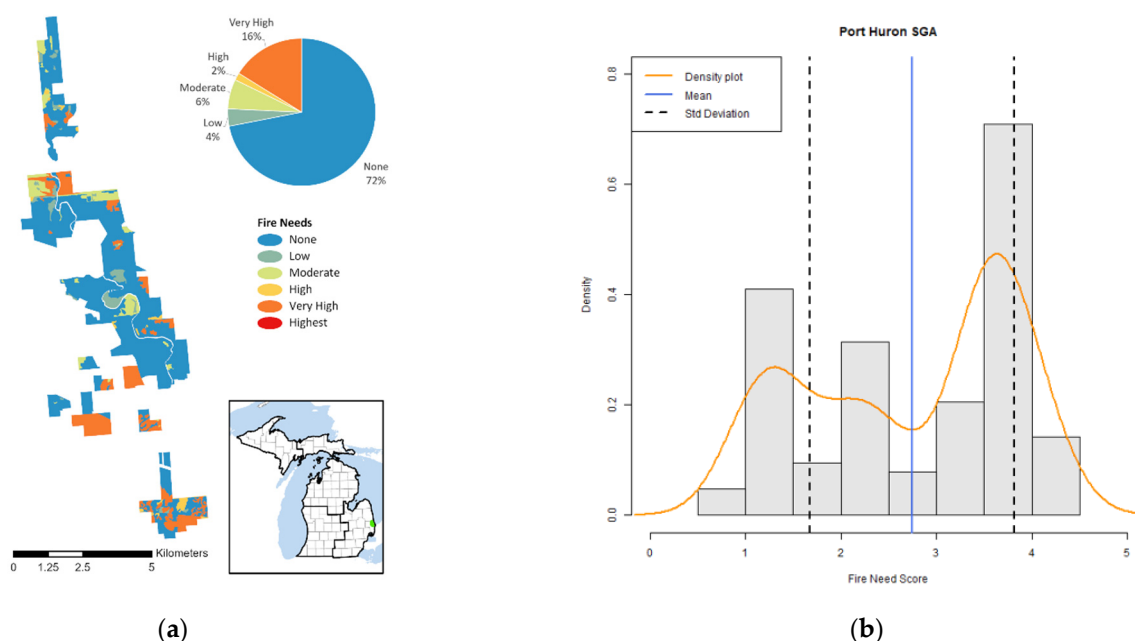 Very High
16%
High
2%
Moderate
6%
Low
4%
None
72%
Fire Needs
None
Low
Moderate
High
Very High
Highest
Kilometers
0 1.25 2.5 5
(a)
Port Huron SGA
Density plot
Mean
Std Deviation
0.8
0.6
0.4
0.2
0.0
Density
0 1 2 3 4 5
Fire Need Score
(b)